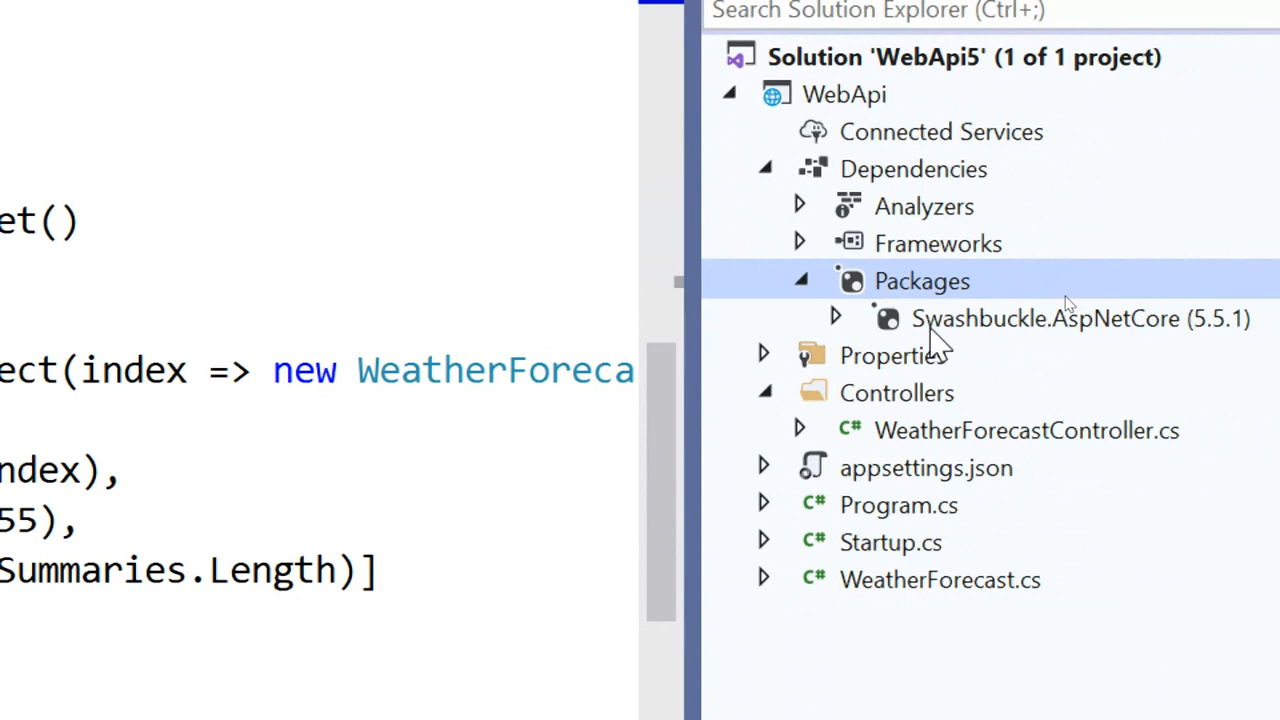 et()
ect(index => new WeatherForeca
ndex),
55),
Summaries.Length)]
Search Solution Explorer (Ctrl+;)
Solution 'WebApi5' (1 of 1 project)
WebApi
Connected Services
Dependencies
Analyzers
Frameworks
Packages
Swashbuckle.AspNetCore (5.5.1)
Properties
Controllers
C# WeatherForecastController.cs
appsettings.json
C# Program.cs
C# Startup.cs
C# WeatherForecast.cs